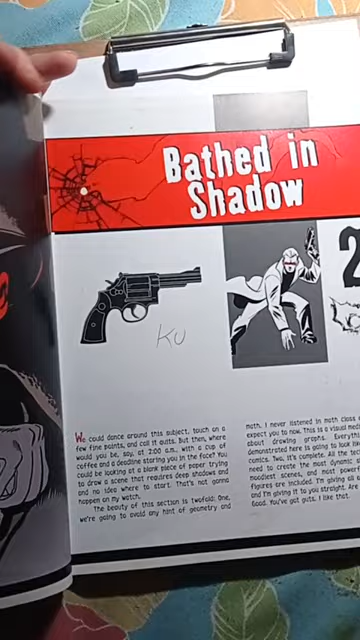 Bathed in
Shadow
2
KU
We could dance around this subject, touch on a
few fine points, and call it quits. But then, where
would you be, say, at 2:00 a.m., with a cup of
coffee and a deadline staring you in the face? You
could be looking at a blank piece of paper trying
to draw a scene that requires deep shadows and
and no idea where to start. That's not gonna
happen on my watch.
The beauty of this section is twofold: One,
we're going to avoid any hint of geometry and
math. I never listened in math class
expect you to now. This is a visual
about drawing graphs. Everythi
demonstrated here is going to look lik
comics. Two, it's complete. All the tec
need to create the most dynamic a
moodiest scenes, and most power
figures are included. I'm giving all
and I'm giving it to you straight. Are
Good. You've got guts. I like that.